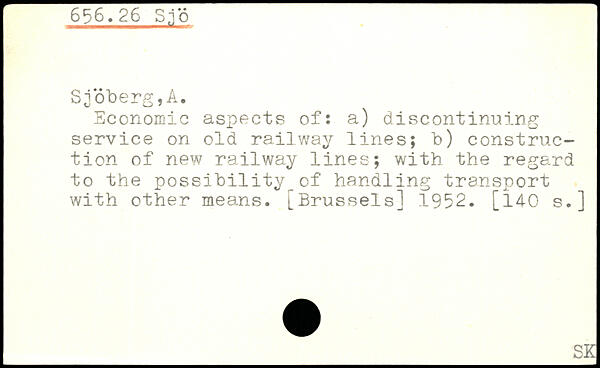 656.26 Sjö
Sjöberg,A.
Economic aspects of: a) discontinuing
service on old railway lines; b) construc-
tion of new railway lines; with the regard
to the possibility of handling transport
with other means. [Brussels] 1952. [140 s.]
SK